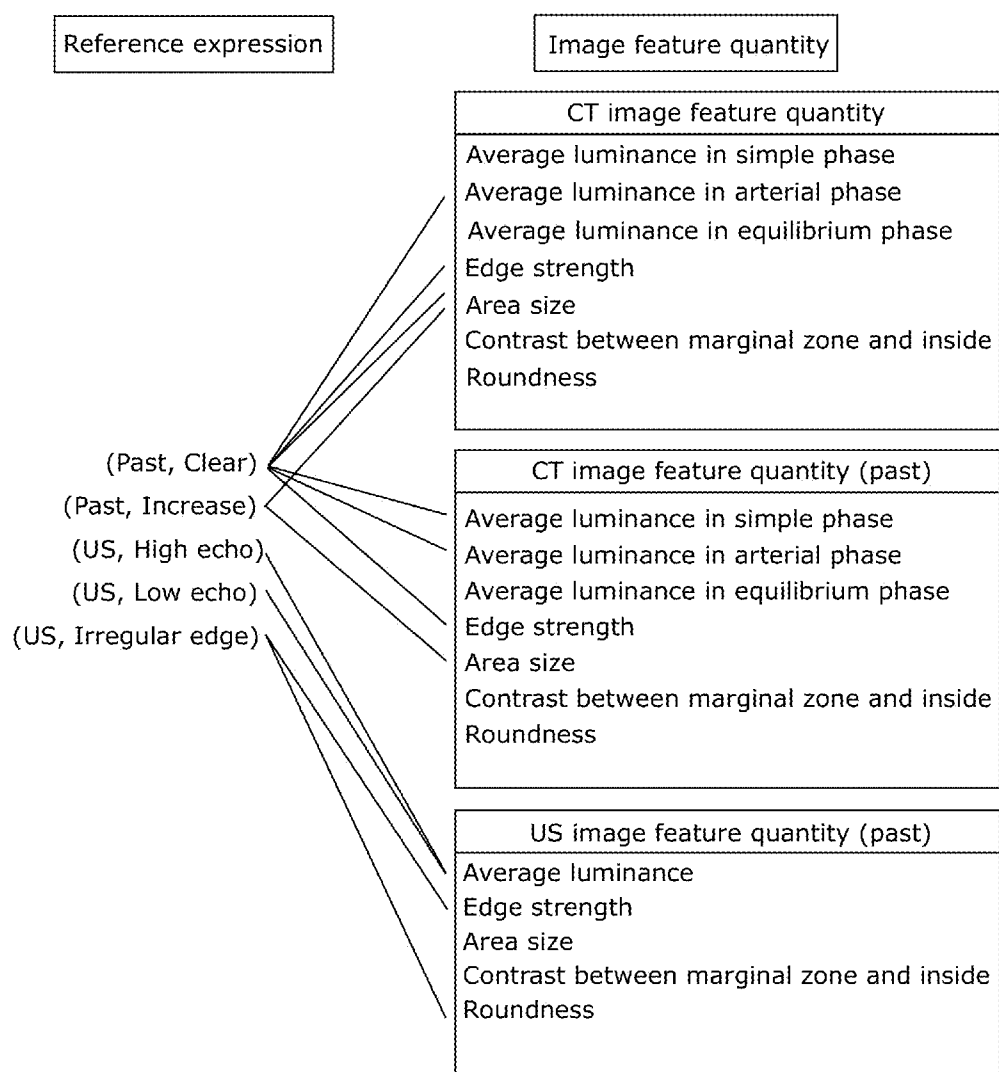 Reference expression
Image feature quantity
CT image feature quantity
Average luminance in simple phase
Average luminance in arterial phase
Average luminance in equilibrium phase
Edge strength
Area size
Contrast between marginal zone and inside
Roundness
(Past, Clear)
(Past, Increase)
(US, High echo)
(US, Low echo)
(US, Irregular edge)
CT image feature quantity (past)
Average luminance in simple phase
Average luminance in arterial phase
Average luminance in equilibrium phase
Edge strength
Area size
Contrast between marginal zone and inside
Roundness
US image feature quantity (past)
Average luminance
Edge strength
Area size
Contrast between marginal zone and inside
Roundness